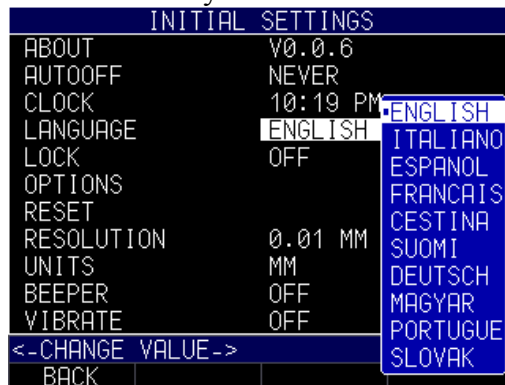 INITIAL SETTINGS
ABOUT V0.0.6
AUTOOFF NEVER
CLOCK 10:19 PM
LANGUAGE ENGLISH
LOCK OFF
OPTIONS
RESET
RESOLUTION 0.01 MM
UNITS MM
BEEPER OFF
VIBRATE OFF
ENGLISH
ITALIANO
ESPANOL
FRANCAIS
CESTINA
SUOMI
DEUTSCH
MAGYAR
PORTUGUE
SLOVAK
<-CHANGE VALUE->
BACK